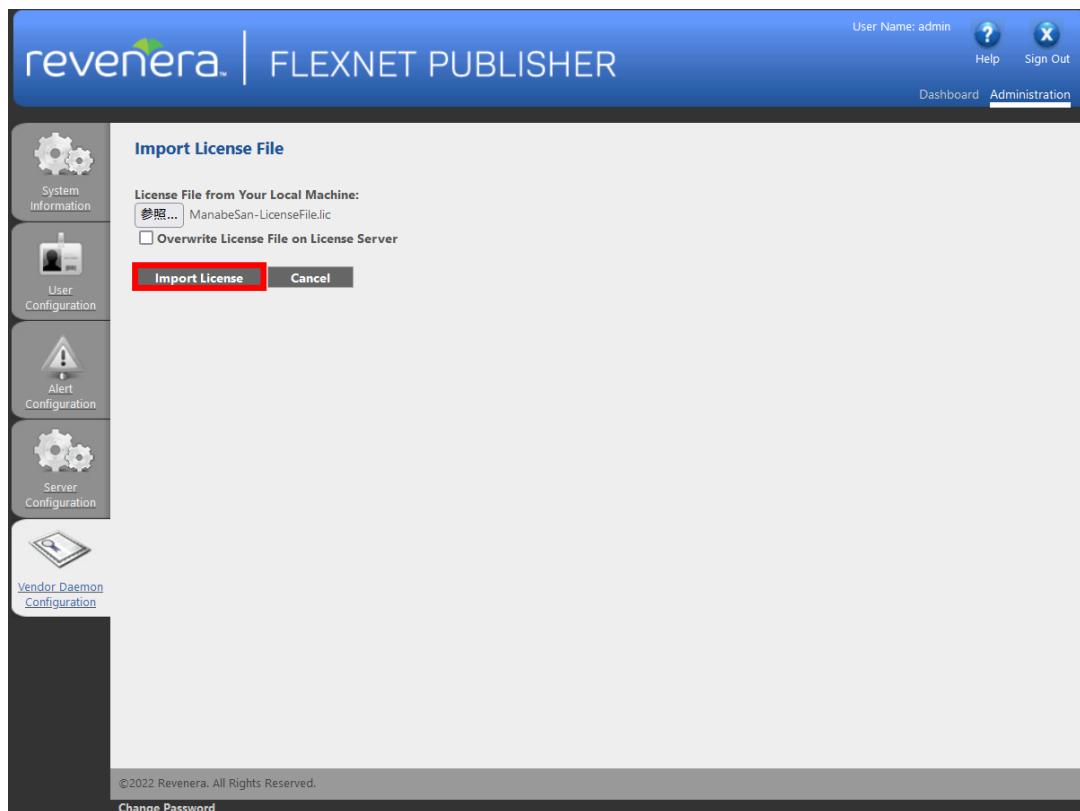 User Name: admin
Help
Sign Out
revenera™ FLEXNET PUBLISHER
Dashboard Administration
System
Information
User
Configuration
Alert
Configuration
Server
Configuration
Vendor Daemon
Configuration
Import License File
License File from Your Local Machine:
参照... ManabeSan-LicenseFile.lic
Overwrite License File on License Server
Import License Cancel
©2022 Revenera. All Rights Reserved.
Change Password